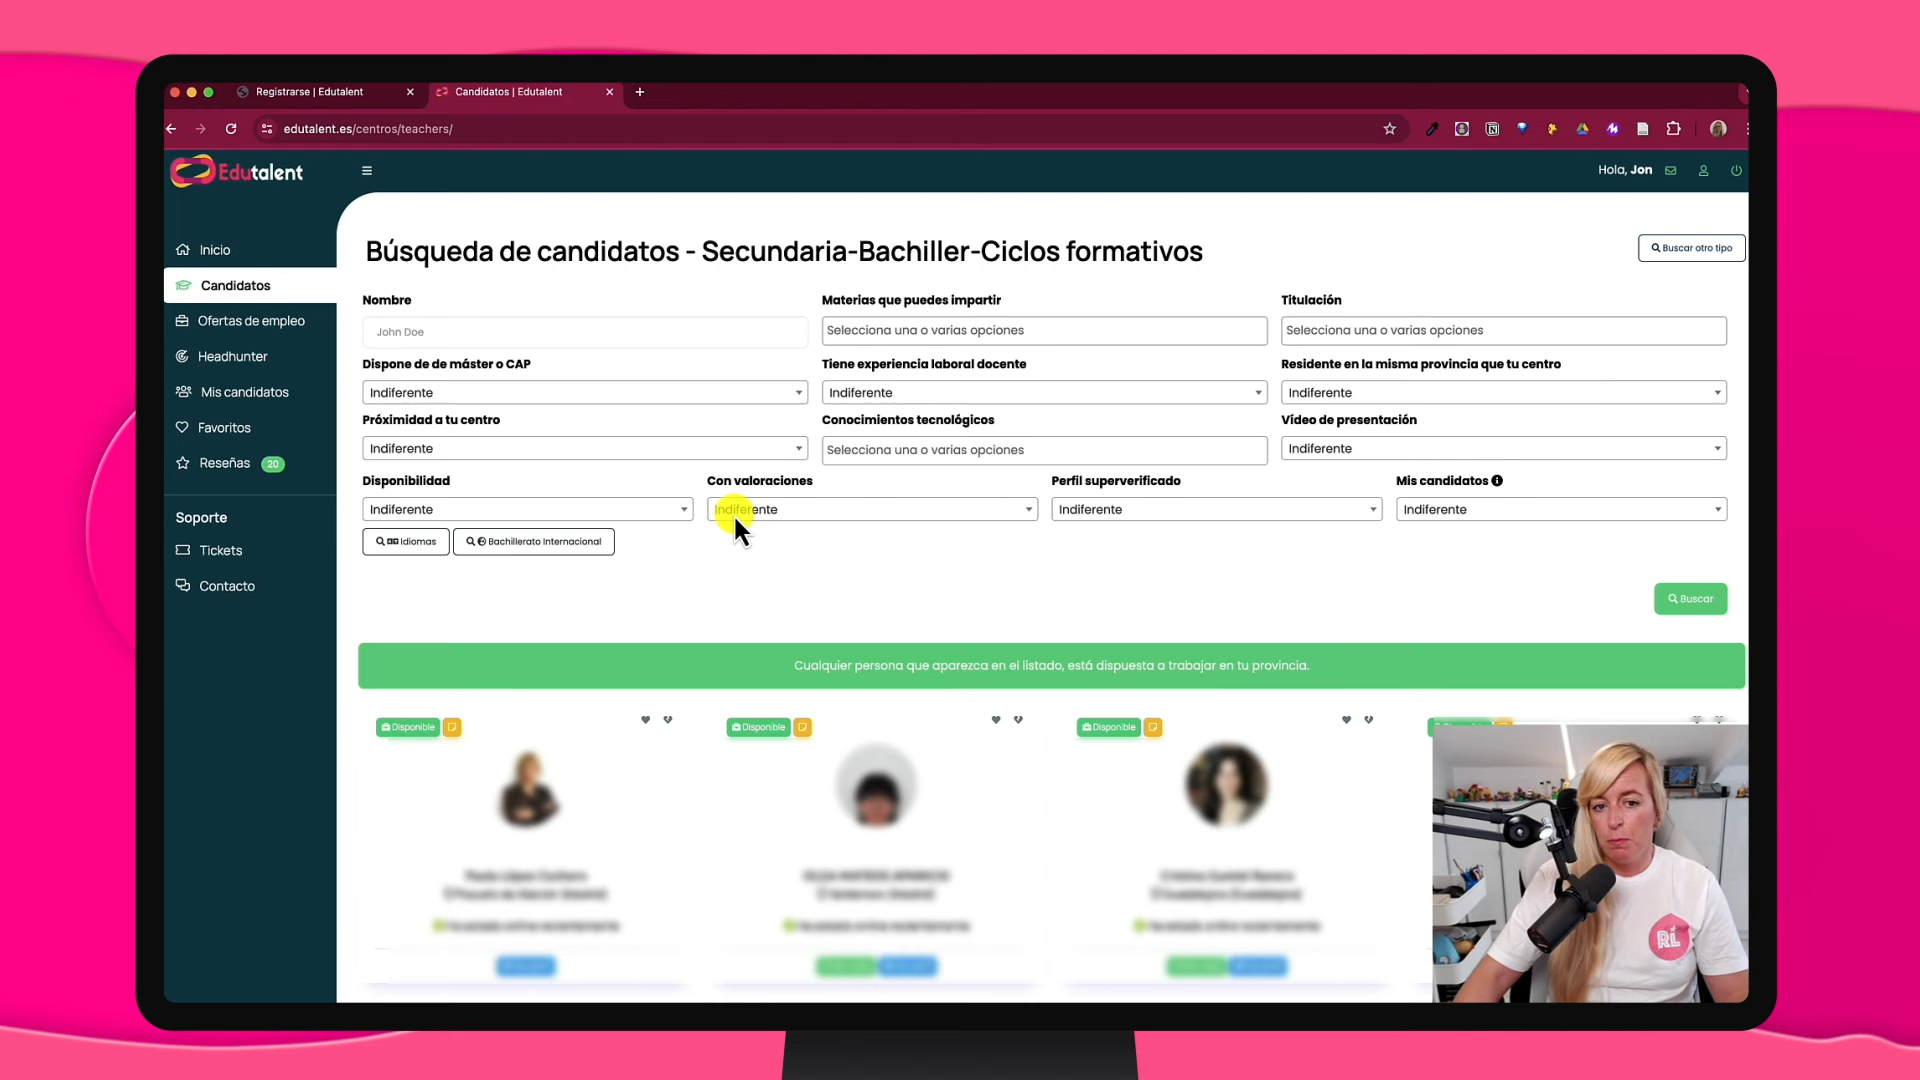 Registrarse | Edutalent
Candidatos | Edutalent
edutalent.es/centros/teachers/
Edutalent
Hola, Jon
Inicio
Candidatos
Ofertas de empleo
Headhunter
Mis candidatos
Favoritos
Reseñas 20
Soporte
Tickets
Contacto
Búsqueda de candidatos - Secundaria-Bachiller-Ciclos formativos
Buscar otro tipo
Nombre
John Doe
Materias que puedes impartir
Selecciona una o varias opciones
Titulación
Selecciona una o varias opciones
Dispone de de máster o CAP
Indiferente
Tiene experiencia laboral docente
Indiferente
Residente en la misma provincia que tu centro
Indiferente
Próximidad a tu centro
Indiferente
Conocimientos tecnológicos
Selecciona una o varias opciones
Vídeo de presentación
Indiferente
Disponibilidad
Indiferente
Con valoraciones
Indiferente
Perfil superverificado
Indiferente
Mis candidatos
Indiferente
Idiomas
Bachillerato Internacional
Buscar
Cualquier persona que aparezca en el listado, está dispuesta a trabajar en tu provincia.
Disponible
Disponible
Disponible
RL